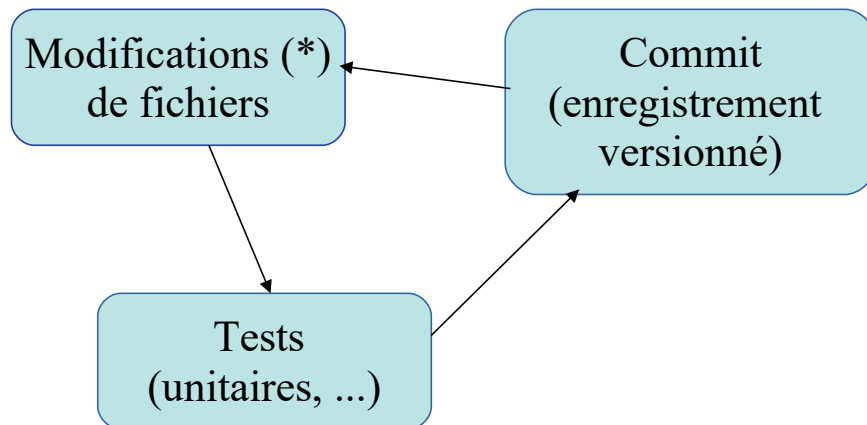 Modifications (*)
de fichiers
Commit
(enregistrement
versionné)
Tests
(unitaires, ...)